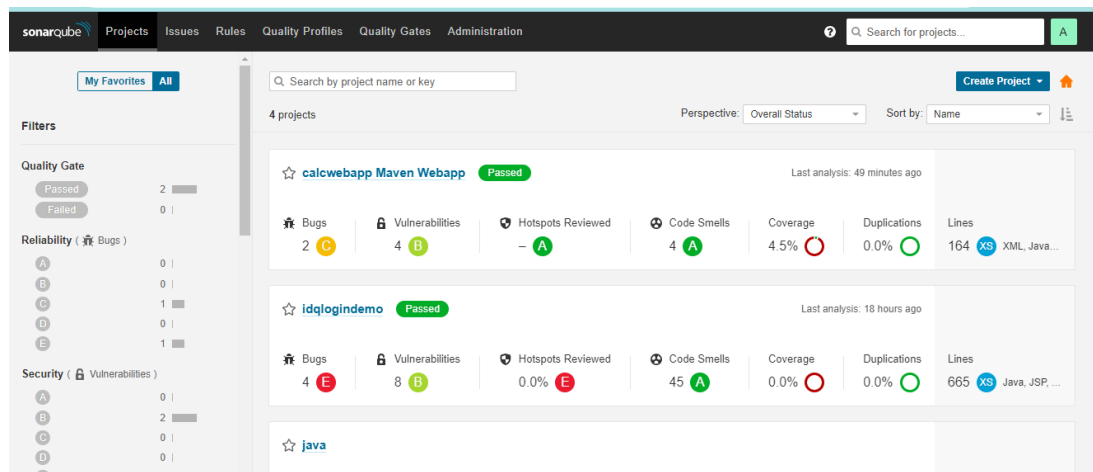 sonarqube Projects Issues Rules Quality Profiles Quality Gates Administration ? Search for projects... A
My Favorites All
Search by project name or key
Create Project
4 projects
Perspective: Overall Status Sort by: Name
Filters
Quality Gate
Passed 2
Failed 0
Reliability ( Bugs )
A 0
B 0
C 1
D 0
E 1
Security ( Vulnerabilities )
A 0
B 2
C 0
D 0
calcwebapp Maven Webapp Passed Last analysis: 49 minutes ago
Bugs Vulnerabilities Hotspots Reviewed Code Smells Coverage Duplications Lines
2 C 4 B – A 4 A 4.5% 0.0% 164 XS XML, Java...
idqlogindemo Passed Last analysis: 18 hours ago
Bugs Vulnerabilities Hotspots Reviewed Code Smells Coverage Duplications Lines
4 E 8 B 0.0% E 45 A 0.0% 0.0% 665 XS Java, JSP, ...
java